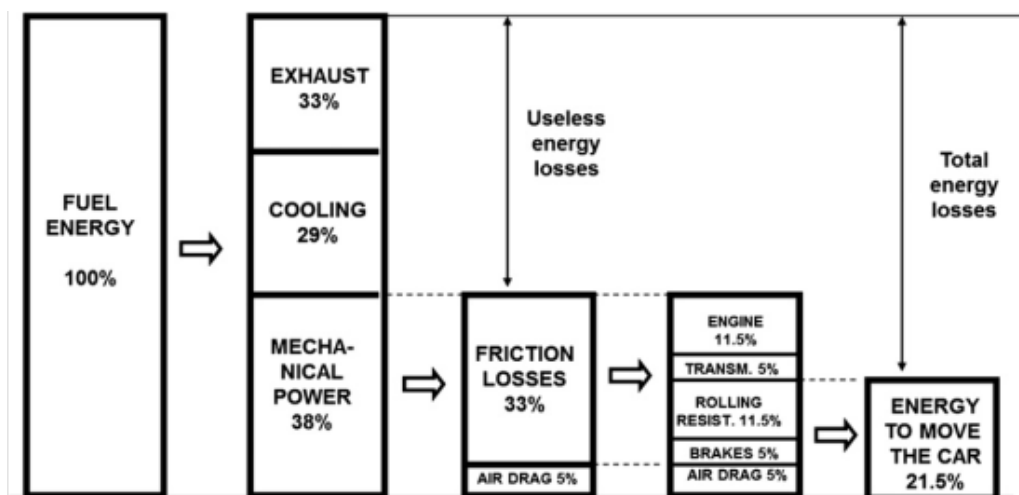 FUEL
ENERGY
100%
EXHAUST
33%
COOLING
29%
MECHA-
NICAL
POWER
38%
Useless
energy
losses
FRICTION
LOSSES
33%
AIR DRAG 5%
ENGINE
11.5%
TRANSM. 5%
ROLLING
RESIST. 11.5%
BRAKES 5%
AIR DRAG 5%
Total
energy
losses
ENERGY
TO MOVE
THE CAR
21.5%